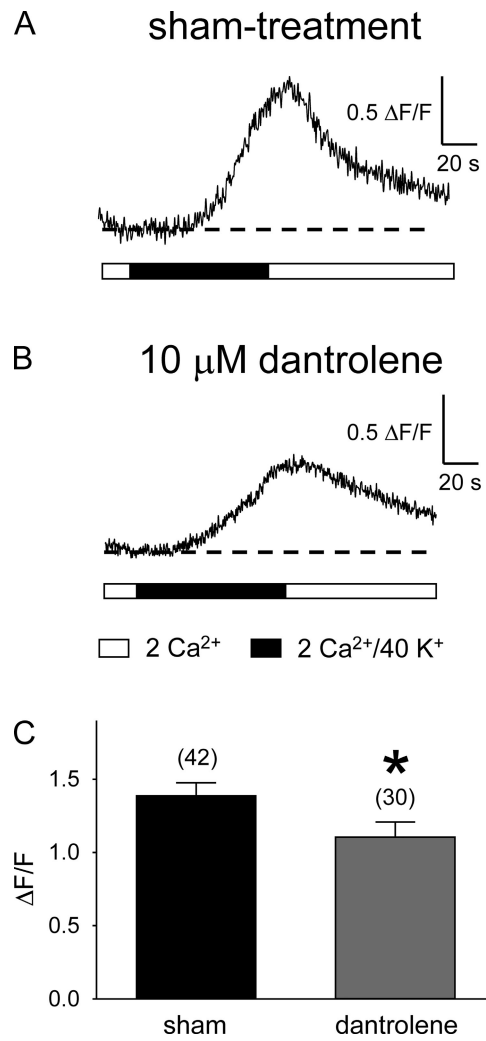 A
sham-treatment
0.5 ΔF/F
20 s
B
10 μM dantrolene
0.5 ΔF/F
20 s
2 Ca²⁺ 2 Ca²⁺/40 K⁺
C
(42)
*
(30)
1.5
1.0
0.5
0.0
ΔF/F
sham dantrolene